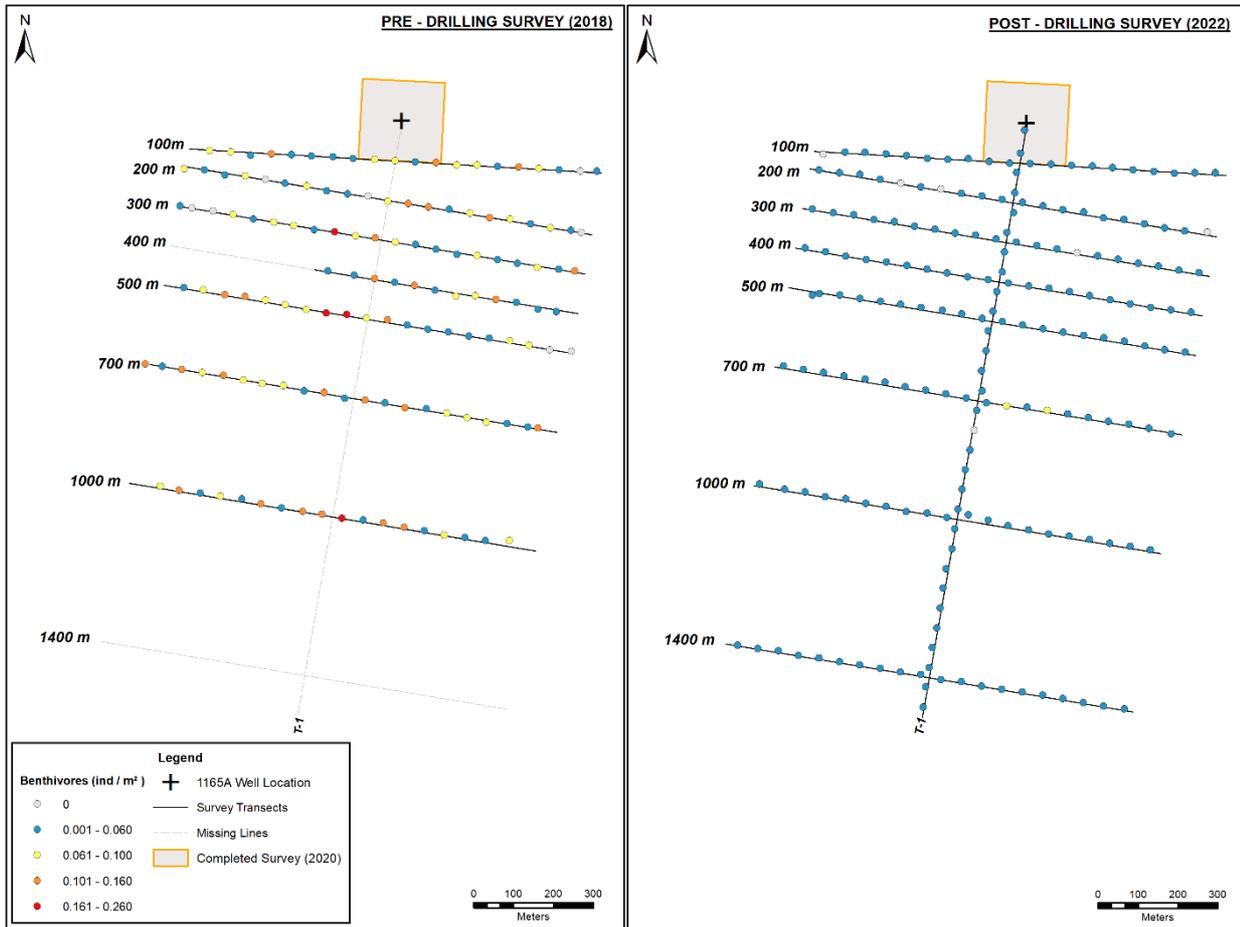 PRE - DRILLING SURVEY (2018)
N
100m
200 m
300 m
400 m
500 m
700 m
1000 m
1400 m
T-1
Legend
Benthivores (ind / m² )
0
0.001 - 0.060
0.061 - 0.100
0.101 - 0.160
0.161 - 0.260
1165A Well Location
Survey Transects
Missing Lines
Completed Survey (2020)
0 100 200 300
Meters
POST - DRILLING SURVEY (2022)
N
100m
200 m
300 m
400 m
500 m
700 m
1000 m
1400 m
T-1
0 100 200 300
Meters